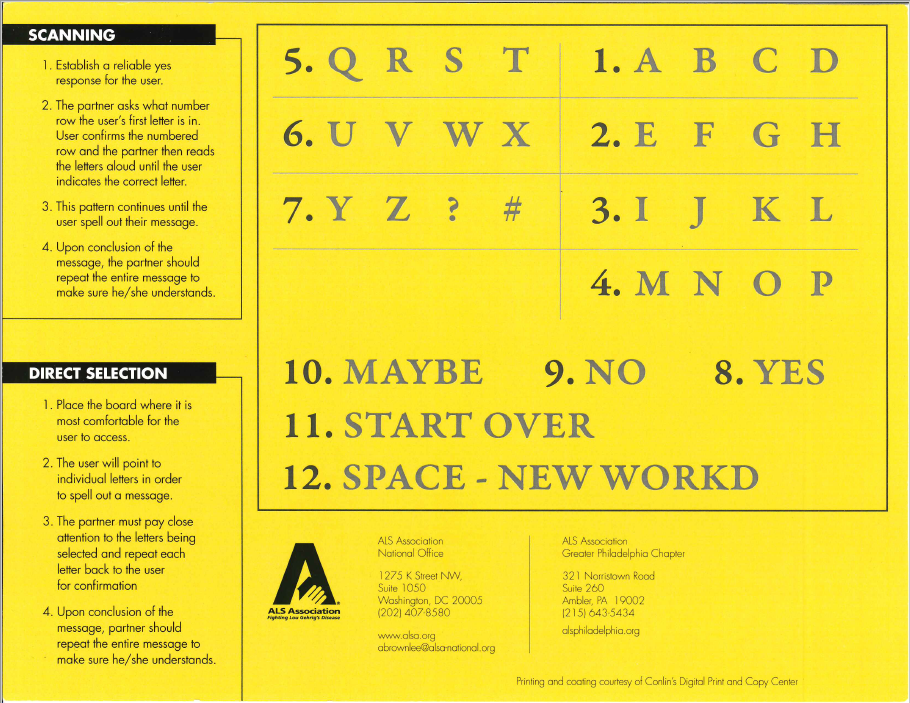 SCANNING
1. Establish a reliable yes
response for the user.
2. The partner asks what number
row the user's first letter is in.
User confirms the numbered
row and the partner then reads
the letters aloud until the user
indicates the correct letter.
3. This pattern continues until the
user spell out their message.
4. Upon conclusion of the
message, the partner should
repeat the entire message to
make sure he/she understands.
DIRECT SELECTION
1. Place the board where it is
most comfortable for the
user to access.
2. The user will point to
individual letters in order
to spell out a message.
3. The partner must pay close
attention to the letters being
selected and repeat each
letter back to the user
for confirmation
4. Upon conclusion of the
message, partner should
repeat the entire message to
make sure he/she understands.
5. Q R S T
6. U V W X
7. Y Z ? #
1. A B C D
2. E F G H
3. I J K L
4. M N O P
10. MAYBE 9. NO 8. YES
11. START OVER
12. SPACE - NEW WORKD
ALS Association
Fighting Lou Gehrig's Disease
ALS Association
National Office
1275 K Street NW,
Suite 1050
Washington, DC 20005
(202) 407-8580
www.alsa.org
abrownlee@alsa-national.org
ALS Association
Greater Philadelphia Chapter
321 Norristown Road
Suite 260
Ambler, PA 19002
(215) 643-5434
alsphiladelphia.org
Printing and coating courtesy of Conlin's Digital Print and Copy Center